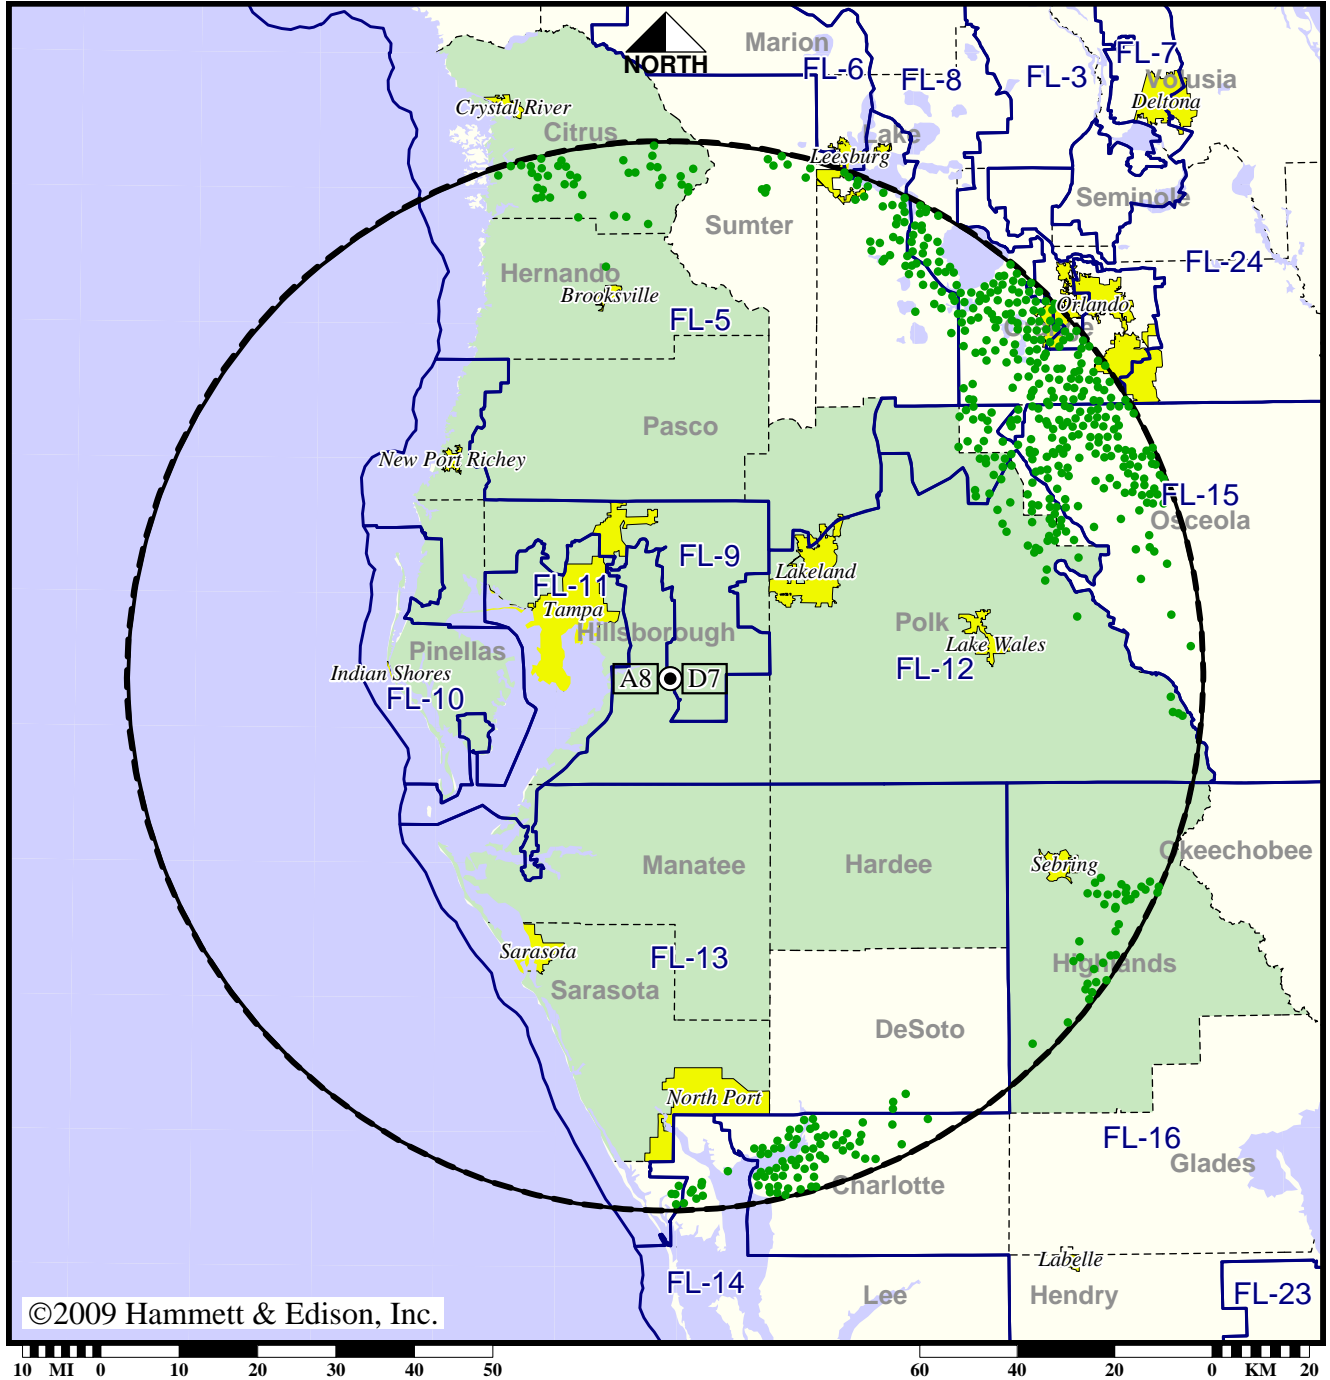 Marion
FL-7
NORTH
FL-6
FL-8
FL-3
Volusia
Crystal River
Deltona
Citrus
Lake
Leesburg
Seminole
Sumter
FL-24
Hernando
Brooksville
Orlando
Orange
FL-5
Pasco
New Port Richey
FL-15
Osceola
FL-9
FL-11
Lakeland
Tampa
Hillsborough
Polk
Lake Wales
Pinellas
Indian Shores
FL-12
A8
D7
FL-10
Okeechobee
Manatee
Hardee
Sebring
Sarasota
FL-13
Highlands
Sarasota
DeSoto
North Port
FL-16
Glades
Charlotte
Labelle
FL-14
Lee
Hendry
FL-23
©2009 Hammett & Edison, Inc.
10 MI 0 10 20 30 40 50
60 40 20 0 KM 20